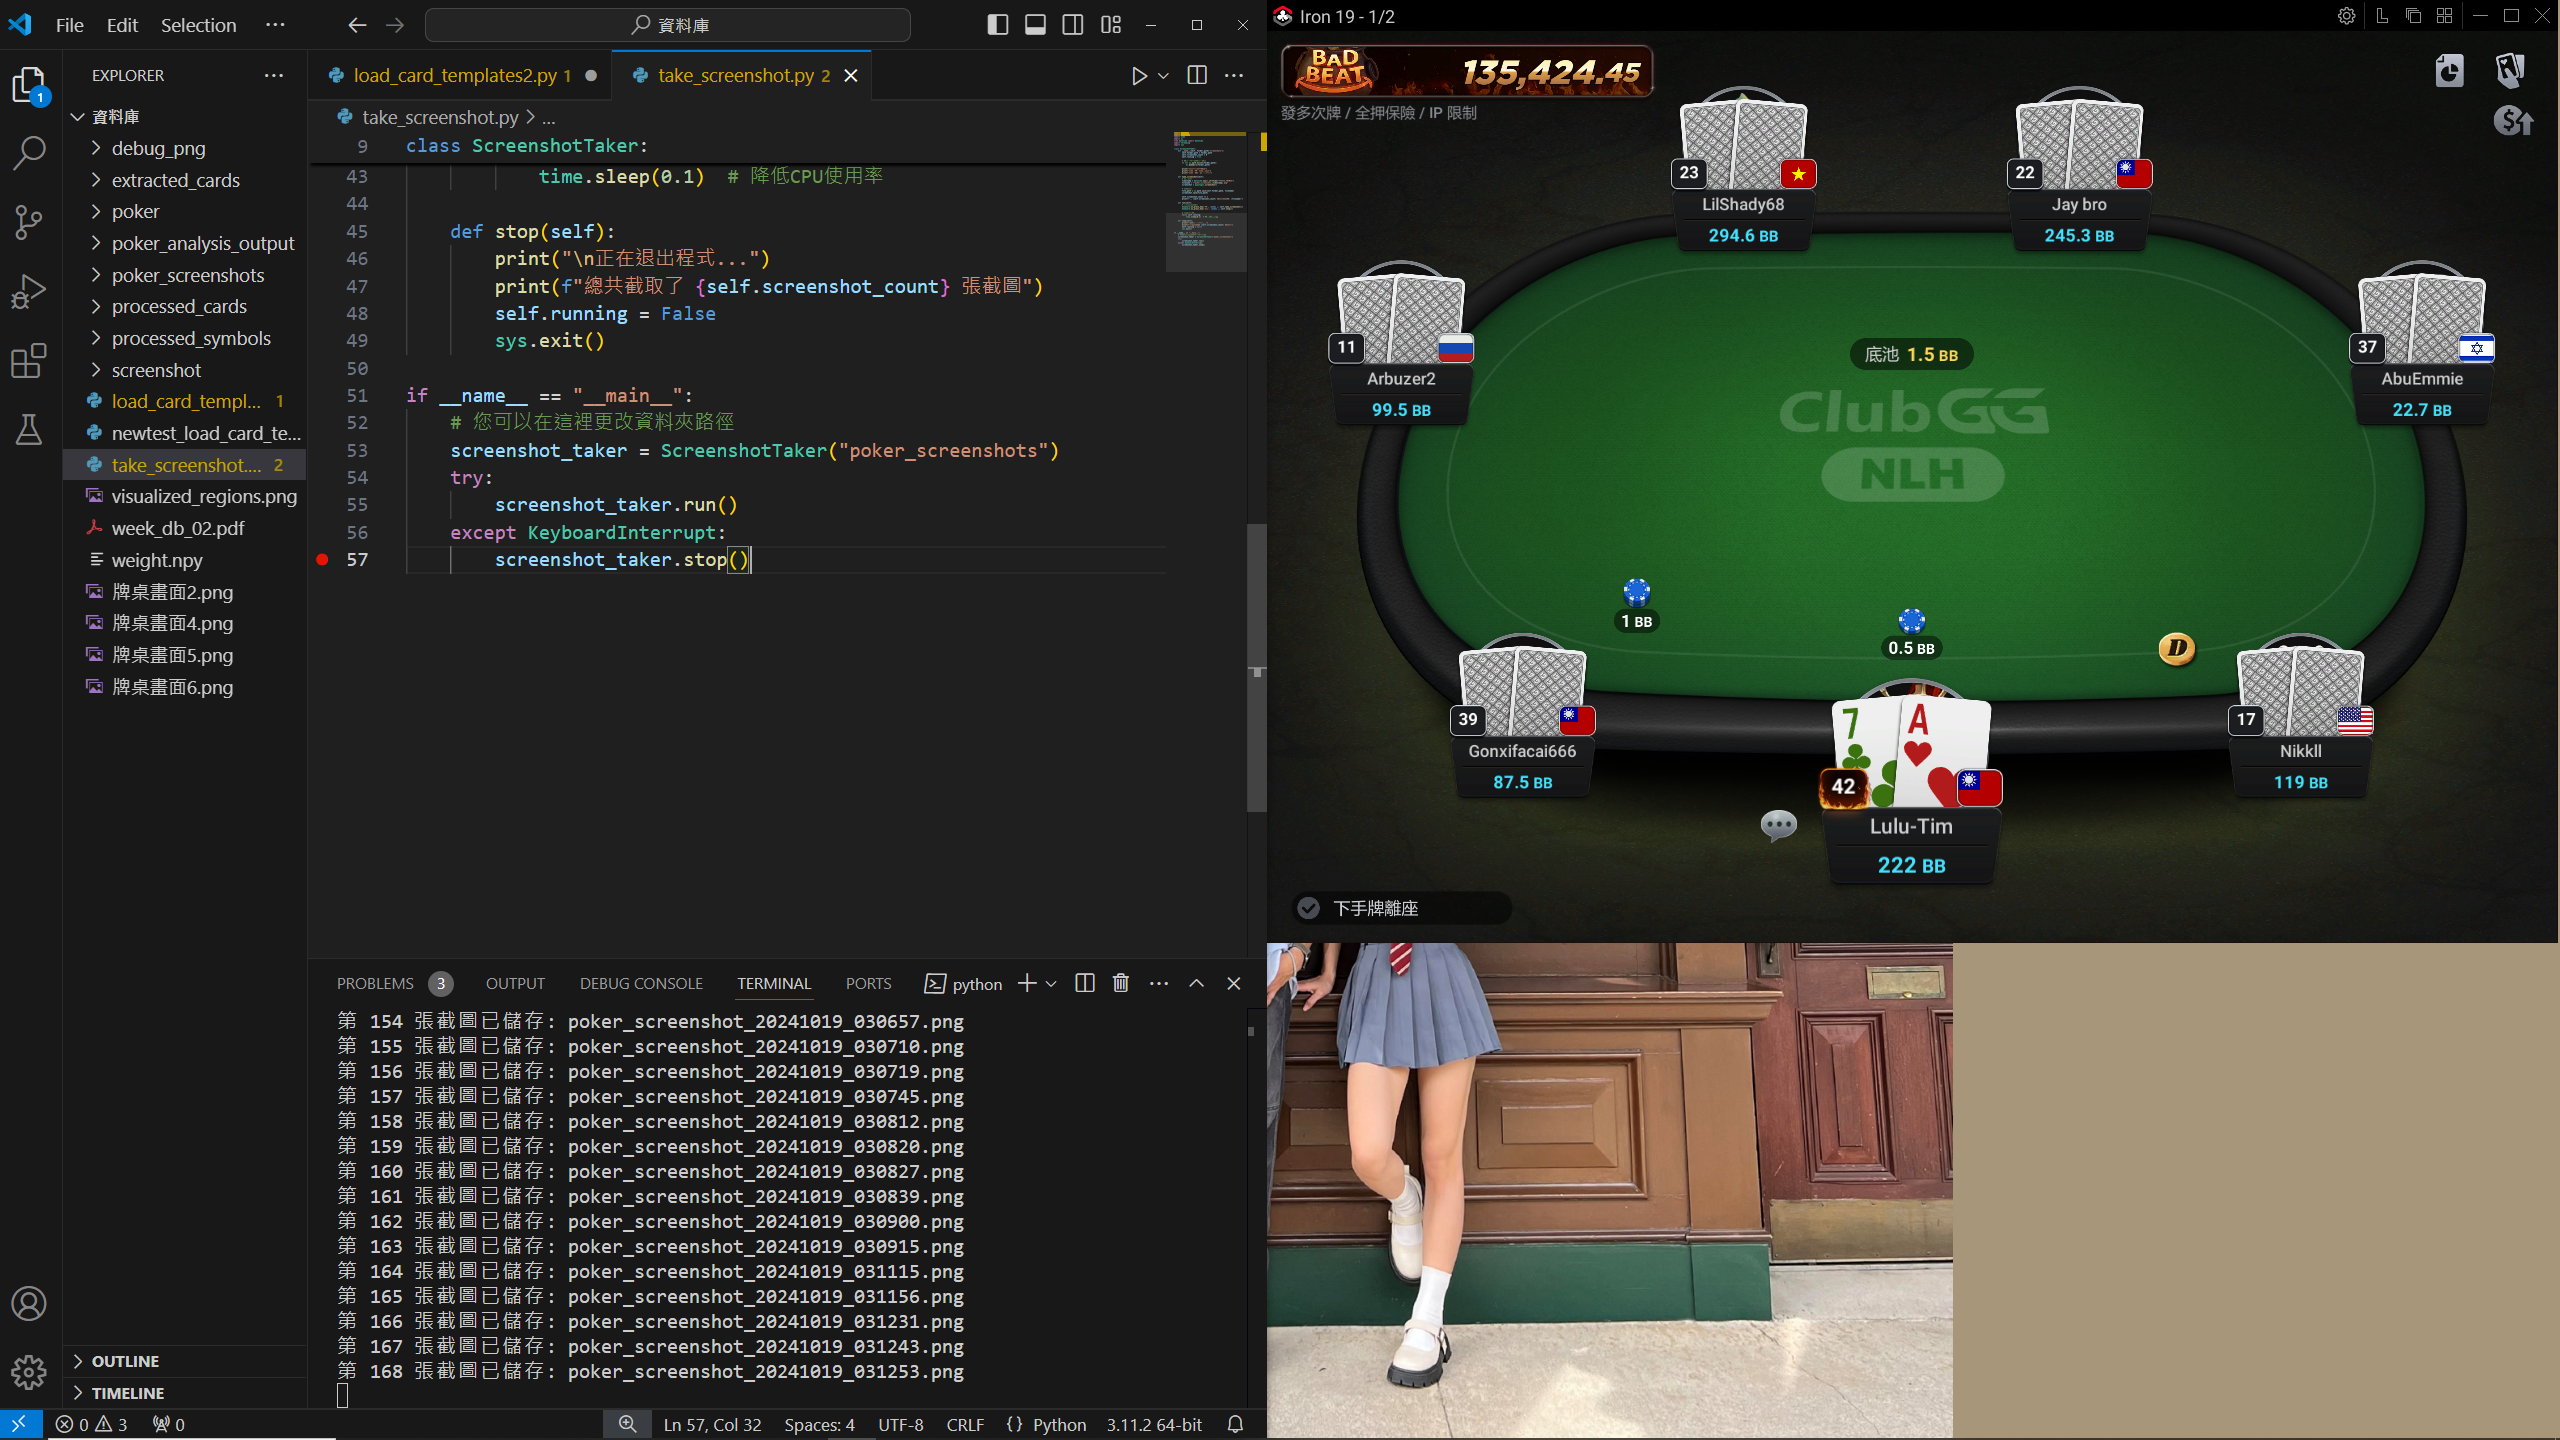 File Edit Selection ...
資料庫
EXPLORER
資料庫
debug_png
extracted_cards
poker
poker_analysis_output
poker_screenshots
processed_cards
processed_symbols
screenshot
load_card_templ... 1
newtest_load_card_te...
take_screenshot.... 2
visualized_regions.png
week_db_02.pdf
weight.npy
牌桌畫面2.png
牌桌畫面4.png
牌桌畫面5.png
牌桌畫面6.png
OUTLINE
TIMELINE
load_card_templates2.py 1
take_screenshot.py 2
take_screenshot.py > ...
9 class ScreenshotTaker:
43 time.sleep(0.1) # 降低CPU使用率
44
45 def stop(self):
46 print("\n正在退出程式...")
47 print(f"總共截取了 {self.screenshot_count} 張截圖")
48 self.running = False
49 sys.exit()
50
51 if __name__ == "__main__":
52 # 您可以在這裡更改資料夾路徑
53 screenshot_taker = ScreenshotTaker("poker_screenshots")
54 try:
55 screenshot_taker.run()
56 except KeyboardInterrupt:
57 screenshot_taker.stop()
PROBLEMS 3 OUTPUT DEBUG CONSOLE TERMINAL PORTS python
第 154 張截圖已儲存: poker_screenshot_20241019_030657.png
第 155 張截圖已儲存: poker_screenshot_20241019_030710.png
第 156 張截圖已儲存: poker_screenshot_20241019_030719.png
第 157 張截圖已儲存: poker_screenshot_20241019_030745.png
第 158 張截圖已儲存: poker_screenshot_20241019_030812.png
第 159 張截圖已儲存: poker_screenshot_20241019_030820.png
第 160 張截圖已儲存: poker_screenshot_20241019_030827.png
第 161 張截圖已儲存: poker_screenshot_20241019_030839.png
第 162 張截圖已儲存: poker_screenshot_20241019_030900.png
第 163 張截圖已儲存: poker_screenshot_20241019_030915.png
第 164 張截圖已儲存: poker_screenshot_20241019_031115.png
第 165 張截圖已儲存: poker_screenshot_20241019_031156.png
第 166 張截圖已儲存: poker_screenshot_20241019_031231.png
第 167 張截圖已儲存: poker_screenshot_20241019_031243.png
第 168 張截圖已儲存: poker_screenshot_20241019_031253.png
0 3 0 Ln 57, Col 32 Spaces: 4 UTF-8 CRLF {} Python 3.11.2 64-bit
1
Iron 19 - 1/2
BAD BEAT 135,424.45
發多次牌 / 全押保險 / IP 限制
23
LilShady68
294.6 BB
22
Jay bro
245.3 BB
11
Arbuzer2
99.5 BB
37
AbuEmmie
22.7 BB
底池 1.5 BB
ClubGG
NLH
1 BB
0.5 BB
D
39
Gonxifacai666
87.5 BB
7 A
42
Lulu-Tim
222 BB
17
Nikkll
119 BB
下手牌離座